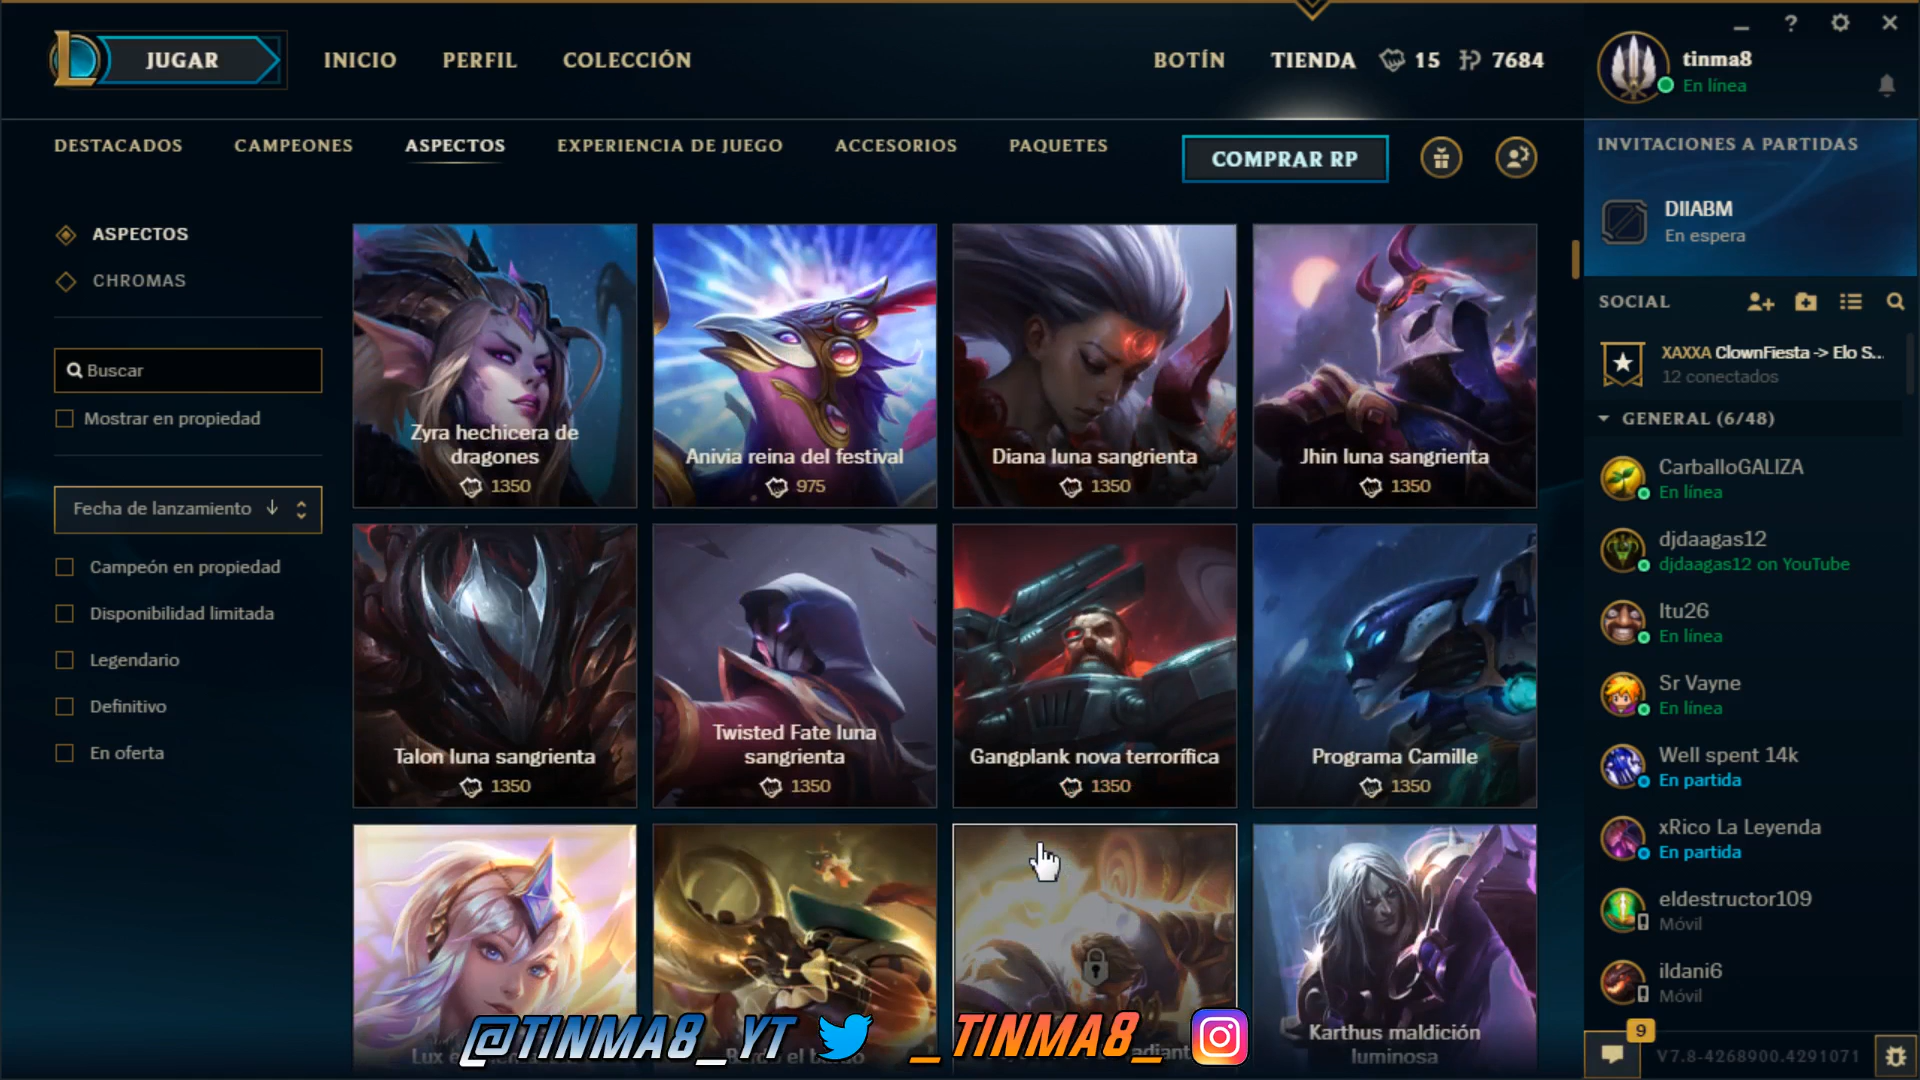 JUGAR
INICIO
PERFIL
COLECCIÓN
BOTÍN
TIENDA
15
7684
tinma8
En línea
DESTACADOS
CAMPEONES
ASPECTOS
EXPERIENCIA DE JUEGO
ACCESORIOS
PAQUETES
COMPRAR RP
INVITACIONES A PARTIDAS
DIIABM
En espera
ASPECTOS
CHROMAS
Buscar
Mostrar en propiedad
Fecha de lanzamiento
Campeón en propiedad
Disponibilidad limitada
Legendario
Definitivo
En oferta
Zyra hechicera de
dragones
1350
Anivia reina del festival
975
Diana luna sangrienta
1350
Jhin luna sangrienta
1350
Talon luna sangrienta
1350
Twisted Fate luna
sangrienta
1350
Gangplank nova terrorífica
1350
Programa Camille
1350
Lux
Karthus maldición
luminosa
@TINMA8_YT
_TINMA8_
SOCIAL
XAXXA ClownFiesta -> Elo S...
12 conectados
GENERAL (6/48)
CarballoGALIZA
En línea
djdaagas12
djdaagas12 on YouTube
Itu26
En línea
Sr Vayne
En línea
Well spent 14k
En partida
xRico La Leyenda
En partida
eldestructor109
Móvil
ildani6
Móvil
9
V7.8-4268900.4291071